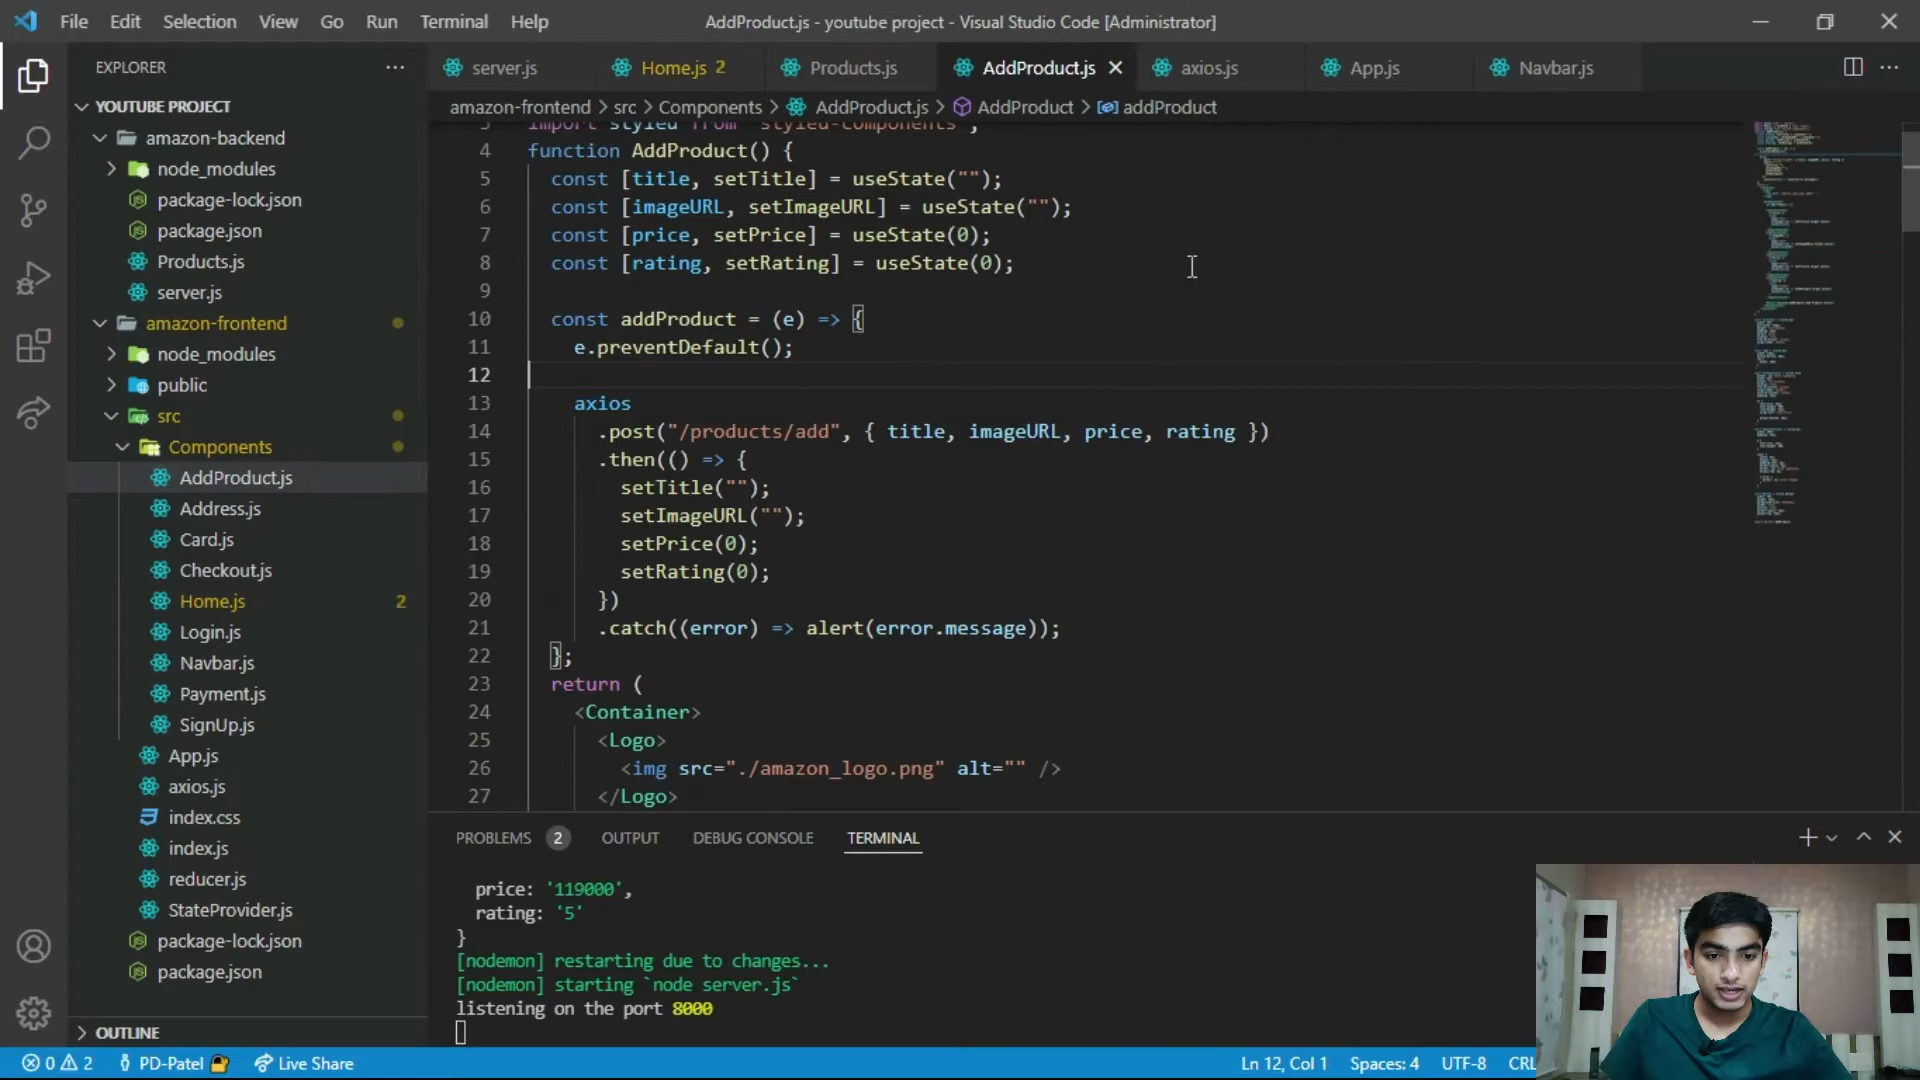 File Edit Selection View Go Run Terminal Help AddProduct.js - youtube project - Visual Studio Code [Administrator]
EXPLORER
YOUTUBE PROJECT
amazon-backend
node_modules
package-lock.json
package.json
Products.js
server.js
amazon-frontend
node_modules
public
src
Components
AddProduct.js
Address.js
Card.js
Checkout.js
Home.js 2
Login.js
Navbar.js
Payment.js
SignUp.js
App.js
axios.js
index.css
index.js
reducer.js
StateProvider.js
package-lock.json
package.json
OUTLINE
server.js Home.js 2 Products.js AddProduct.js axios.js App.js Navbar.js
amazon-frontend > src > Components > AddProduct.js > AddProduct > addProduct
import styled from "styled-components";
4 function AddProduct() {
5 const [title, setTitle] = useState("");
6 const [imageURL, setImageURL] = useState("");
7 const [price, setPrice] = useState(0);
8 const [rating, setRating] = useState(0);
9
10 const addProduct = (e) => {
11 e.preventDefault();
12
13 axios
14 .post("/products/add", { title, imageURL, price, rating })
15 .then(() => {
16 setTitle("");
17 setImageURL("");
18 setPrice(0);
19 setRating(0);
20 })
21 .catch((error) => alert(error.message));
22 };
23 return (
24 <Container>
25 <Logo>
26 <img src="./amazon_logo.png" alt="" />
27 </Logo>
PROBLEMS 2 OUTPUT DEBUG CONSOLE TERMINAL
price: '119000',
rating: '5'
}
[nodemon] restarting due to changes...
[nodemon] starting `node server.js`
listening on the port 8000
0 2 PD-Patel Live Share Ln 12, Col 1 Spaces: 4 UTF-8 CRL